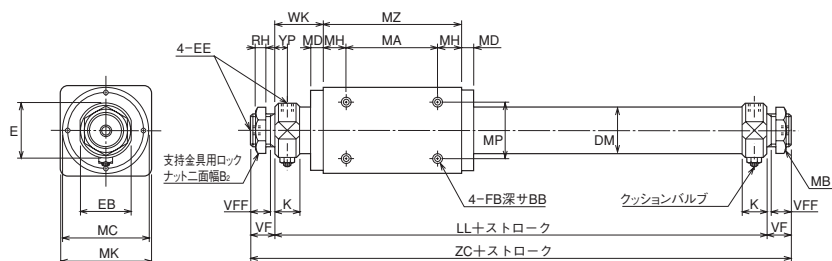 WK MZ
RH YP MD MH MA MH MD
4-EE
E
MP
DM
支持金具用ロック
ナット二面幅B₂
EB
MC
MK
VFF K
4-FB深サBB
クッションバルブ
K VFF
MB
VF LL＋ストローク VF
ZC＋ストローク